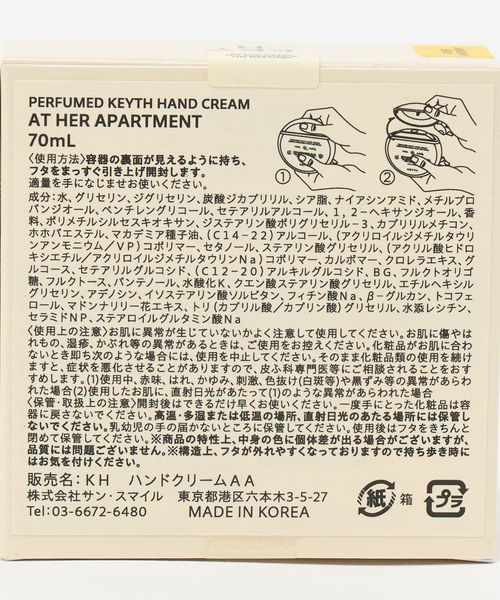 PERFUMED KEYTH HAND CREAM
AT HER APARTMENT
70mL
〈使用方法〉容器の裏面が見えるように持ち、
フタをまっすぐ引き上げ開封します。
適量を手になじませお使いください。
① ②
成分:水、グリセリン、ジグリセリン、炭酸ジカプリリル、シア脂、ナイアシンアミド、メチルプロ
パンジオール、ペンチレングリコール、セテアリルアルコール、1,2-ヘキサンジオール、香
料、ポリメチルシルセスキオキサン、ジステアリン酸ポリグリセリル-3、カプリリルメチコン、
ホホバエステル、マカデミア種子油、(C14-22)アルコール、(アクリロイルジメチルタウリ
ンアンモニウム/VP)コポリマー、セタノール、ステアリン酸グリセリル、(アクリル酸ヒドロ
キシエチル/アクリロイルジメチルタウリンNa)コポリマー、カルボマー、クロレラエキス、グ
ルコース、セテアリルグルコシド、(C12-20)アルキルグルコシド、BG、フルクトオリゴ
糖、フルクトース、パンテノール、水酸化K、クエン酸ステアリン酸グリセリル、エチルヘキシル
グリセリン、アデノシン、イソステアリン酸ソルビタン、フィチン酸Na、β-グルカン、トコフェ
ロール、マドンナリリー花エキス、トリ(カプリル酸/カプリン酸)グリセリル、水添レシチン、
セラミドNP、ステアロイルグルタミン酸Na
〈使用上の注意〉お肌に異常が生じていないかよく注意して使用してください。お肌に傷やは
れもの、湿疹、かぶれ等の異常があるときは、ご使用をお控えください。化粧品がお肌に合わ
ないとき即ち次のような場合には、使用を中止してください。そのまま化粧品類の使用を続け
ますと、症状を悪化させることがありますので、皮ふ科専門医等にご相談されることをおす
すめします。(1)使用中、赤味、はれ、かゆみ、刺激、色抜け(白斑等)や黒ずみ等の異常があらわ
れた場合(2)使用したお肌に、直射日光があたって(1)のような異常があらわれた場合
〈保管・取扱上の注意〉開封後はできるだけ早くお使いください。一度手にとった化粧品は容
器に戻さないでください。高温・多湿または低温の場所、直射日光のあたる場所には保管し
ないでください。乳幼児の手の届かないところに保管してください。使用後はフタをきちんと
閉めて保管してください。※商品の特性上、中身の色に個体差が出る場合がございますが、
品質には問題ございません。※構造上、フタが外れやすくなっておりますので持ち歩き時に
はお気を付けください。
販売名:KH ハンドクリームAA
株式会社サン・スマイル 東京都港区六本木3-5-27
Tel:03-6672-6480 MADE IN KOREA
紙 箱 プラ